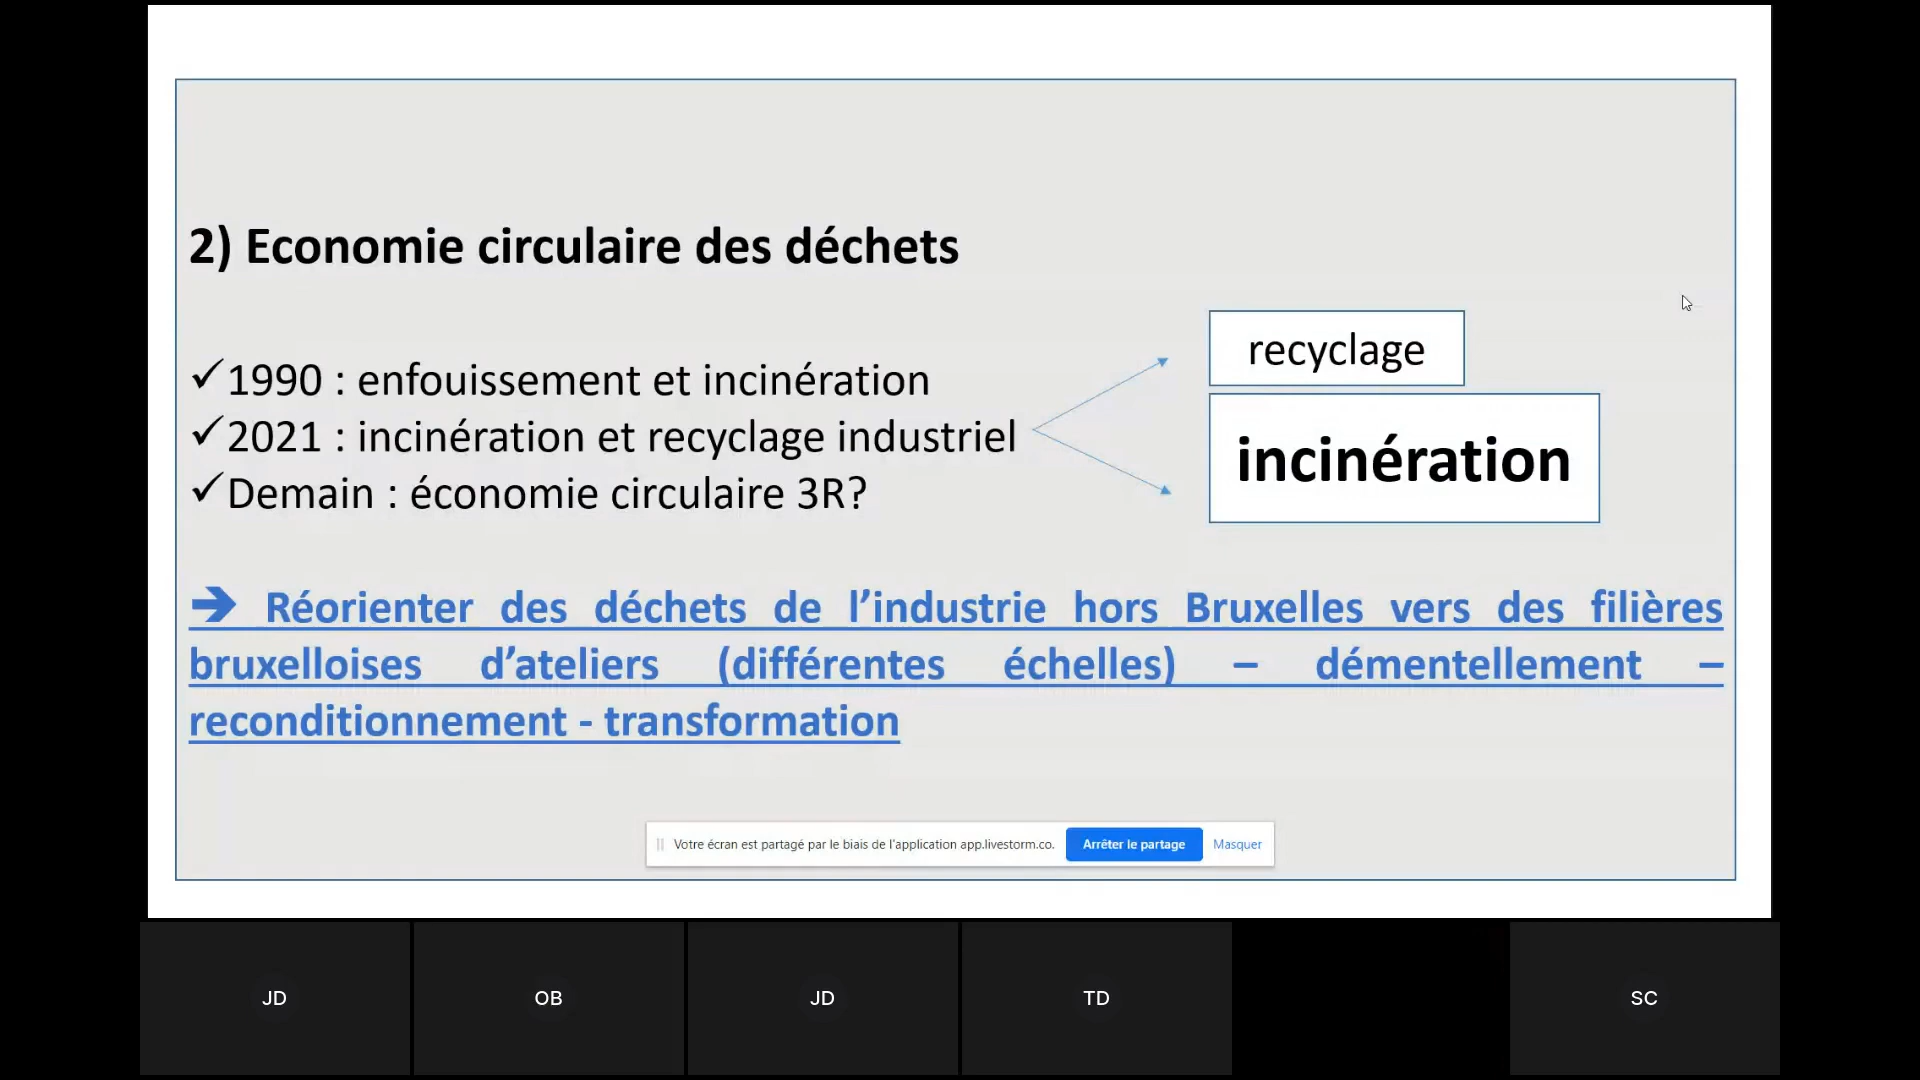 2) Economie circulaire des déchets
✓1990 : enfouissement et incinération
✓2021 : incinération et recyclage industriel
✓Demain : économie circulaire 3R?
recyclage
incinération
➔ Réorienter des déchets de l’industrie hors Bruxelles vers des filières
bruxelloises d’ateliers (différentes échelles) – démentellement –
reconditionnement - transformation
Votre écran est partagé par le biais de l'application app.livestorm.co.
Arrêter le partage
Masquer
JD
OB
JD
TD
SC